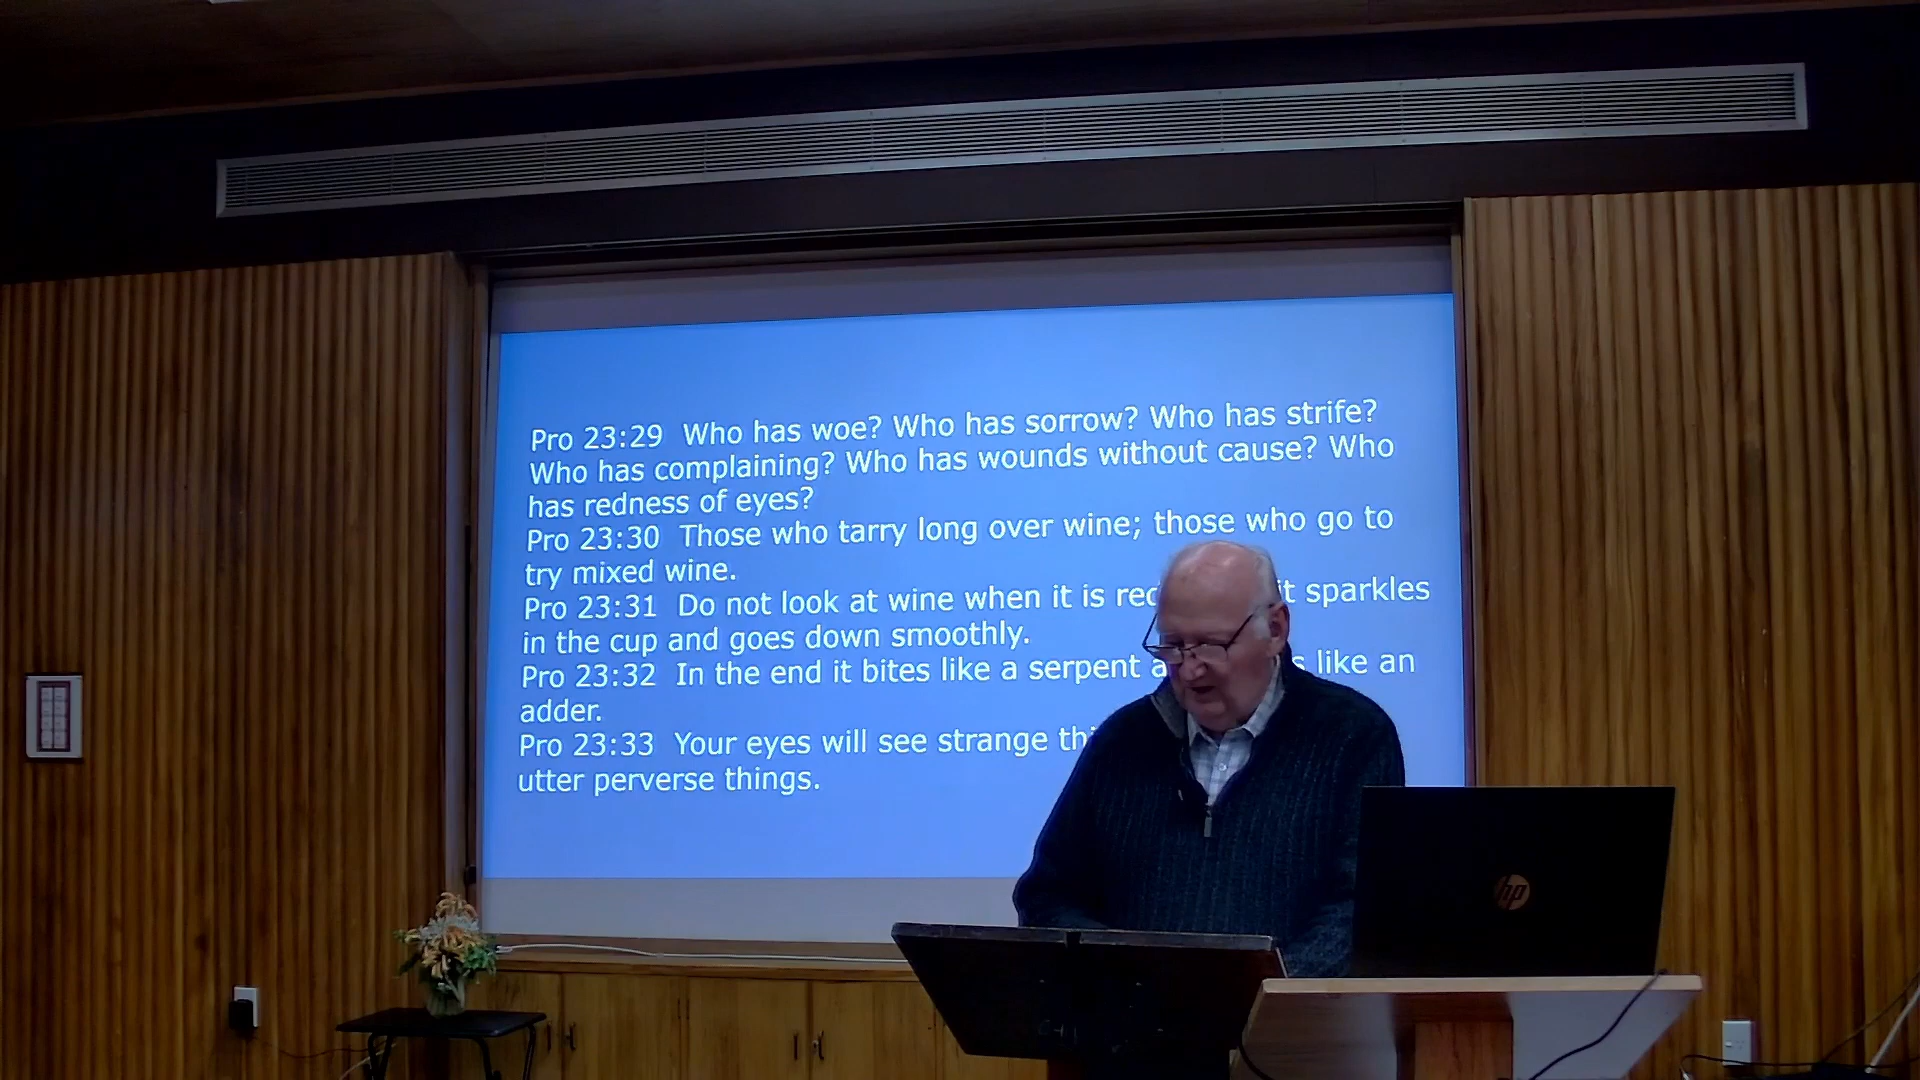 Pro 23:29 Who has woe? Who has sorrow? Who has strife?
Who has complaining? Who has wounds without cause? Who
has redness of eyes?
Pro 23:30 Those who tarry long over wine; those who go to
try mixed wine.
Pro 23:31 Do not look at wine when it is it sparkles
in the cup and goes down smoothly.
Pro 23:32 In the end it bites like a serpent like an
adder.
Pro 23:33 Your eyes will see strange
utter perverse things.
hp